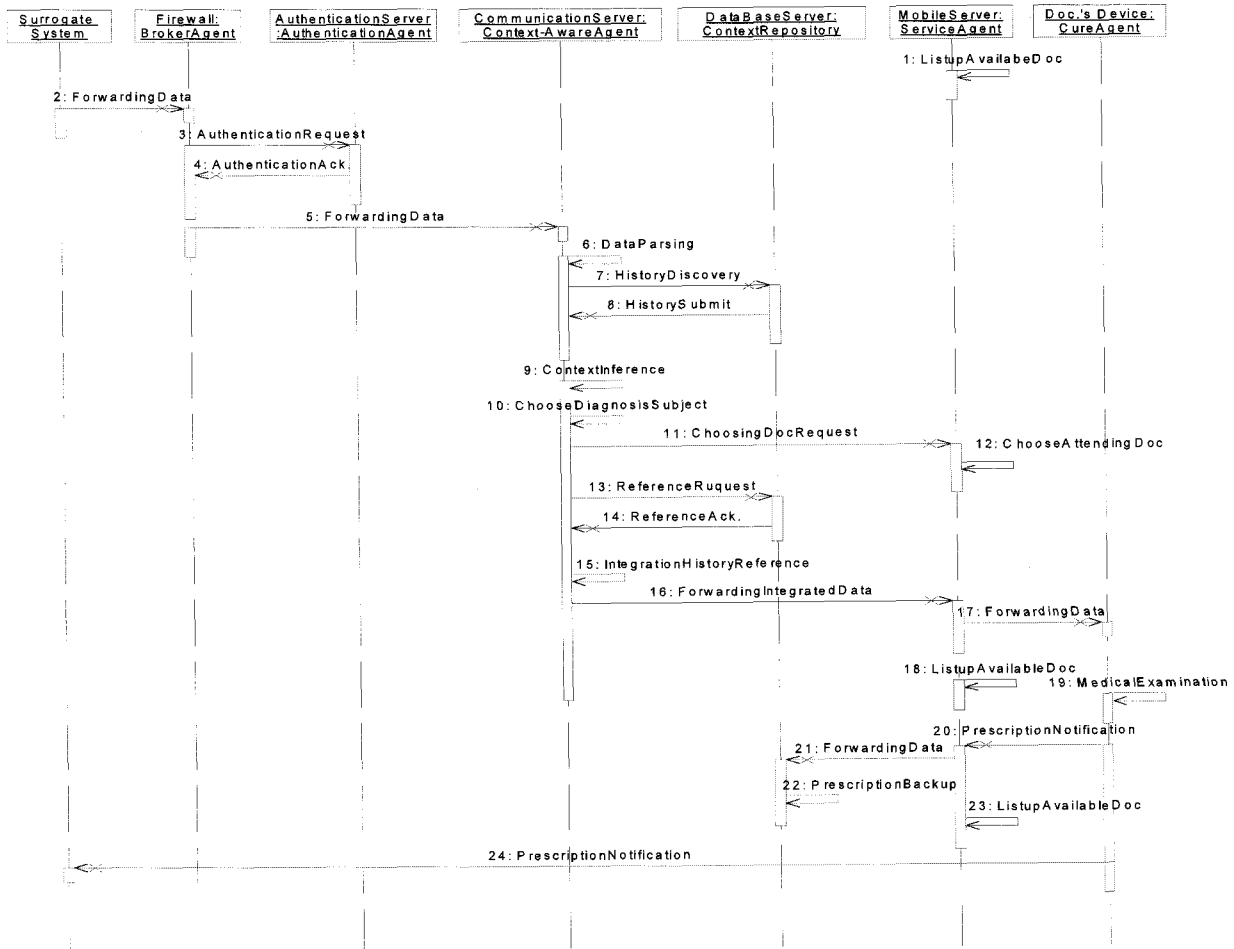 Surrogate
System
Firewall:
BrokerAgent
AuthenticationServer
:AuthenticationAgent
CommunicationServer:
Context-AwareAgent
DataBaseServer:
ContextRepository
MobileServer:
ServiceAgent
Doc.'s Device:
CureAgent
1: ListupAvailabeDoc
2: ForwardingData
3: AuthenticationRequest
4: AuthenticationAck.
5: ForwardingData
6: DataParsing
7: HistoryDiscovery
8: HistorySubmit
9: ContextInference
10: ChooseDiagnosisSubject
11: ChoosingDocRequest
12: ChooseAttendingDoc
13: ReferenceRuquest
14: ReferenceAck.
15: IntegrationHistoryReference
16: ForwardingIntegratedData
17: ForwardingData
18: ListupAvailableDoc
19: MedicalExamination
20: PrescriptionNotification
21: ForwardingData
22: PrescriptionBackup
23: ListupAvailableDoc
24: PrescriptionNotification